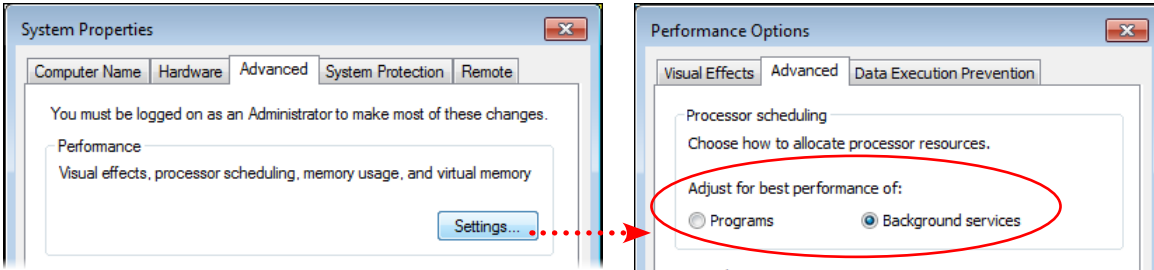 System Properties
Computer Name Hardware Advanced System Protection Remote
You must be logged on as an Administrator to make most of these changes.
Performance
Visual effects, processor scheduling, memory usage, and virtual memory
Settings...
Performance Options
Visual Effects Advanced Data Execution Prevention
Processor scheduling
Choose how to allocate processor resources.
Adjust for best performance of:
Programs Background services